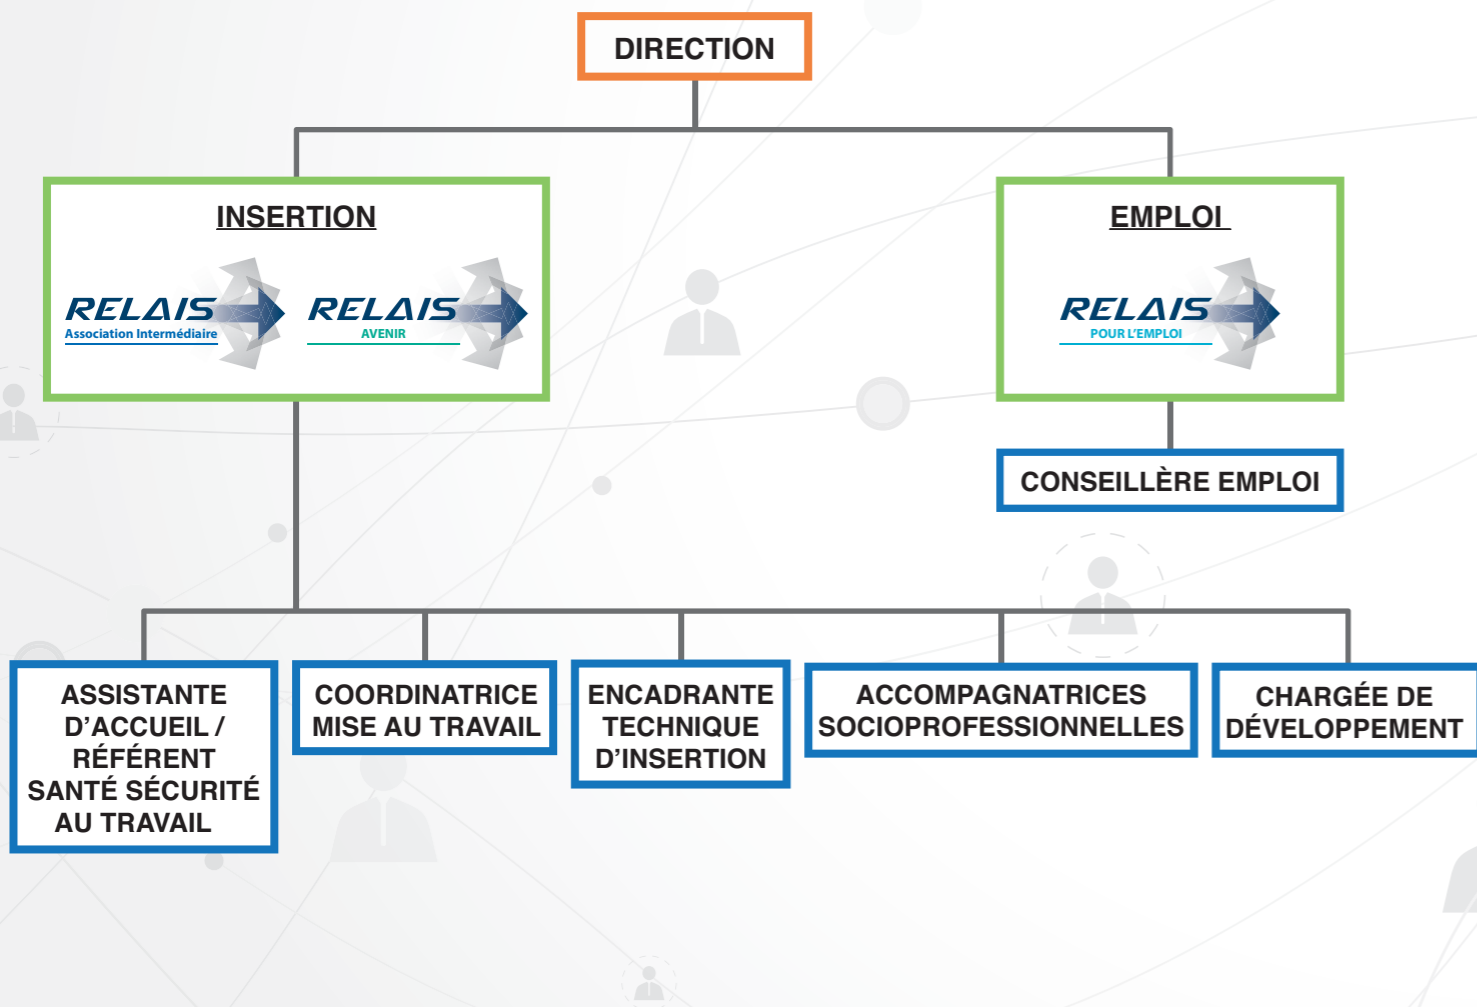 DIRECTION
INSERTION
RELAIS
Association Intermédiaire
RELAIS
AVENIR
EMPLOI
RELAIS
POUR L'EMPLOI
CONSEILLÈRE EMPLOI
ASSISTANTE
D'ACCUEIL /
RÉFÉRENT
SANTÉ SÉCURITÉ
AU TRAVAIL
COORDINATRICE
MISE AU TRAVAIL
ENCADRANTE
TECHNIQUE
D'INSERTION
ACCOMPAGNATRICES
SOCIOPROFESSIONNELLES
CHARGÉE DE
DÉVELOPPEMENT